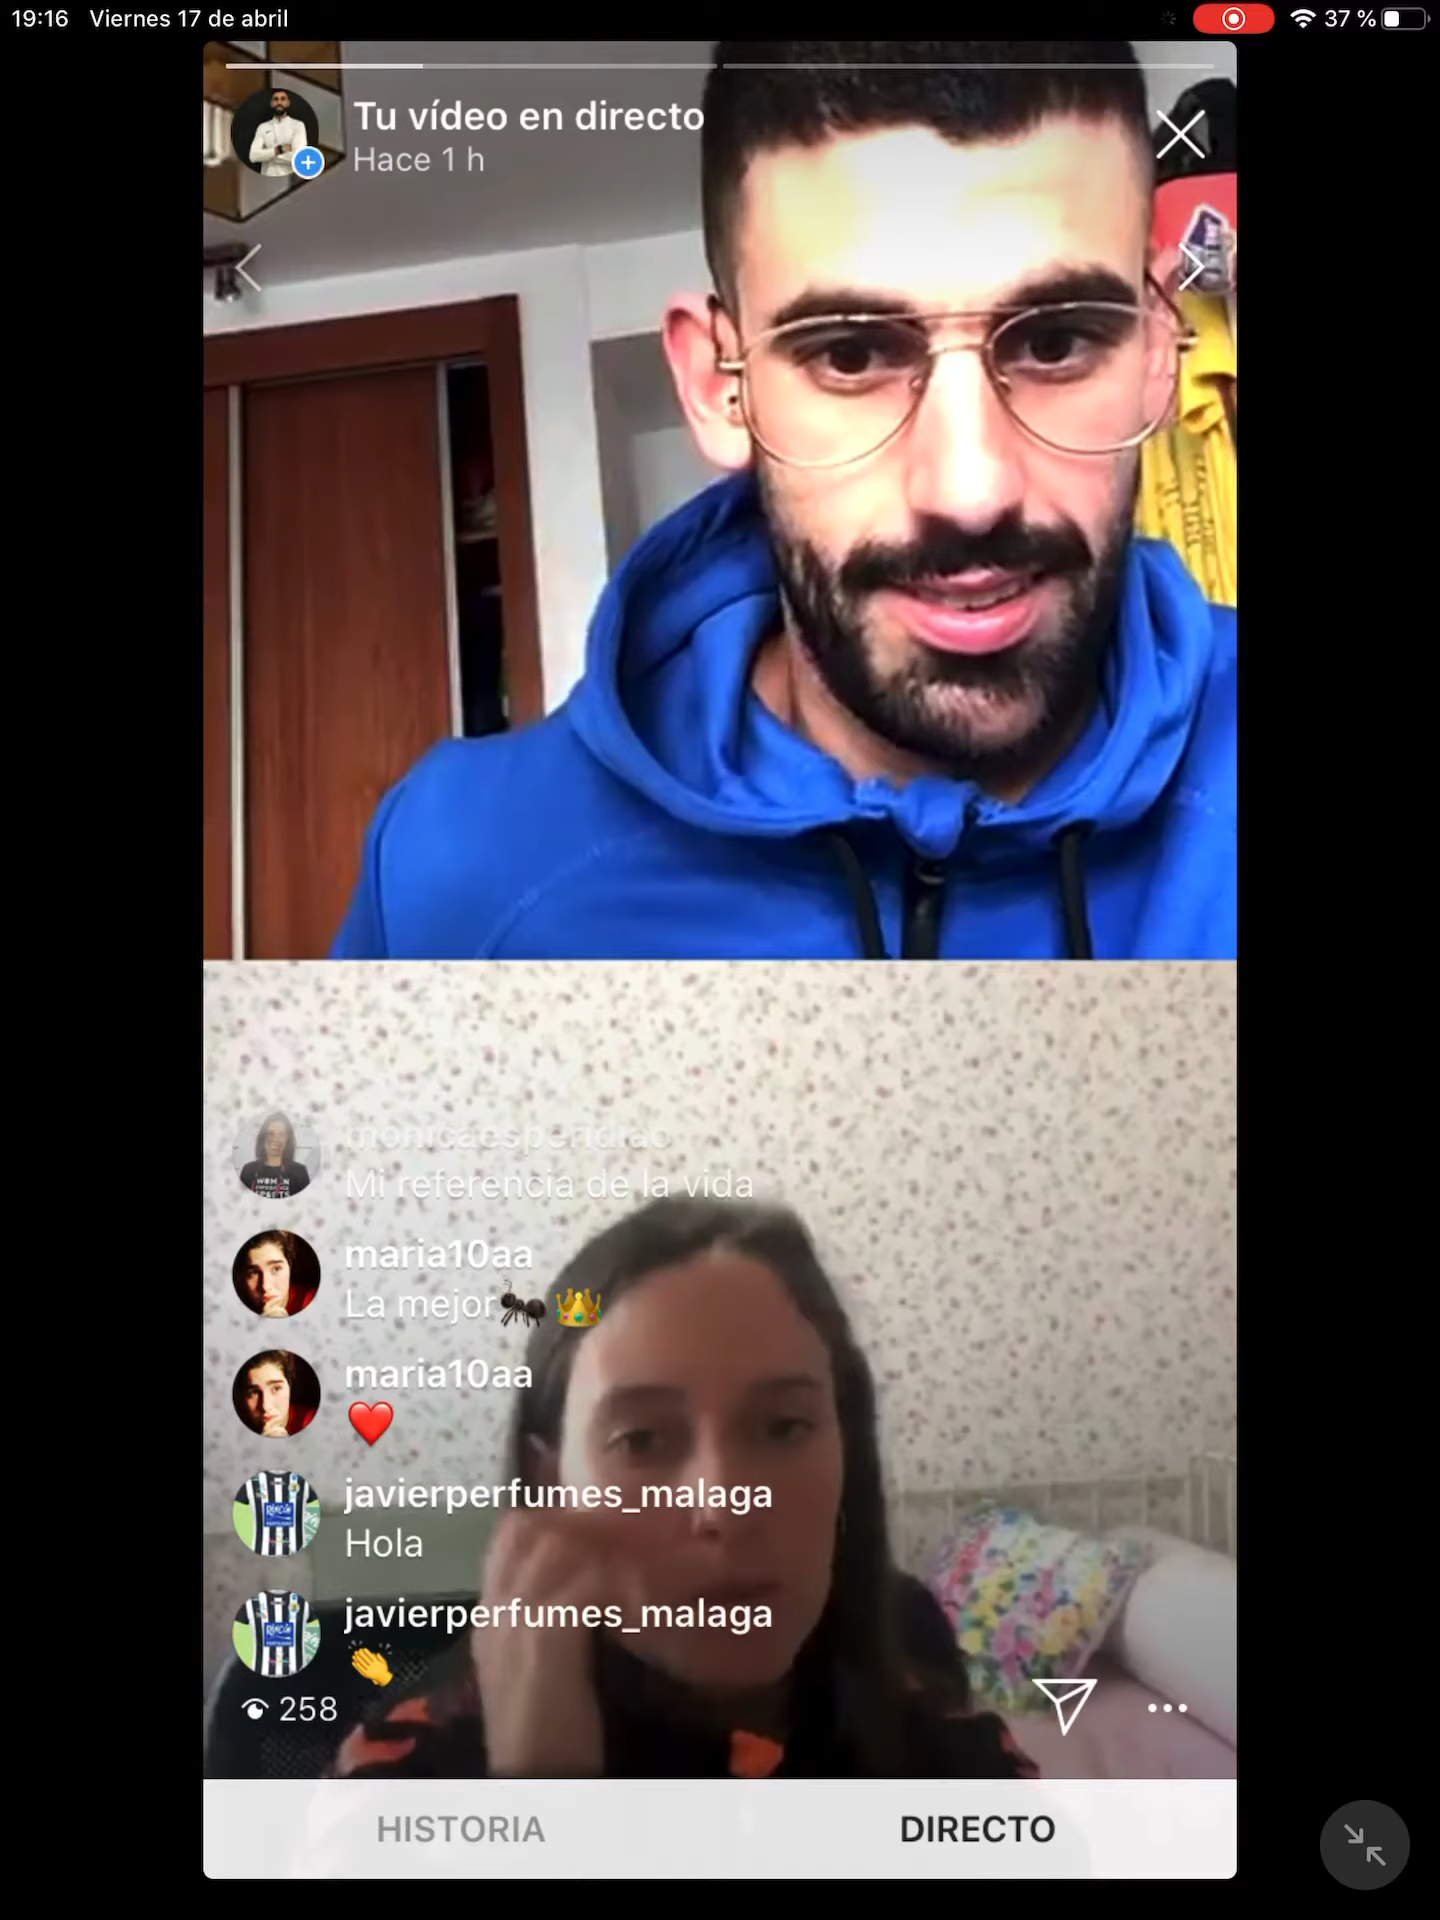 19:16 Viernes 17 de abril
37 %
Tu vídeo en directo
Hace 1 h
monicaesperidiao
Mi referencia de la vida
maria10aa
La mejor🐜👑
maria10aa
❤️
javierperfumes_malaga
Hola
javierperfumes_malaga
👏
258
HISTORIA
DIRECTO